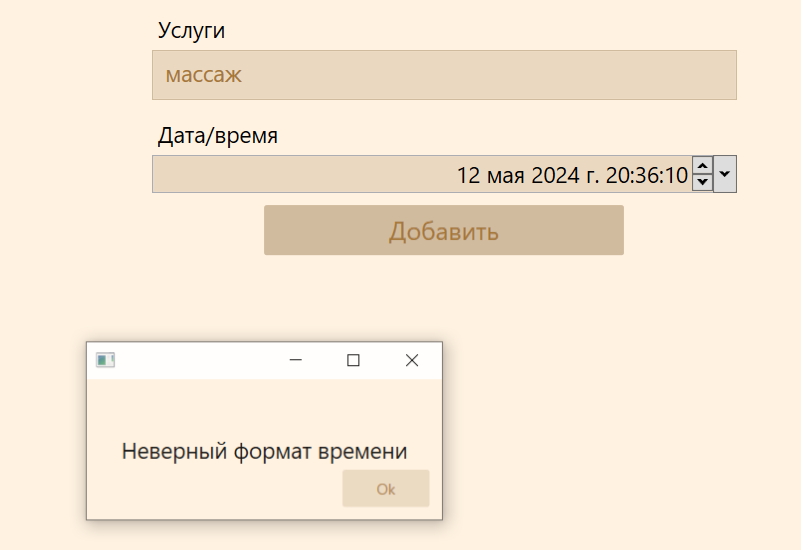 Услуги
массаж
Дата/время
12 мая 2024 г. 20:36:10
Добавить
Неверный формат времени
Ok